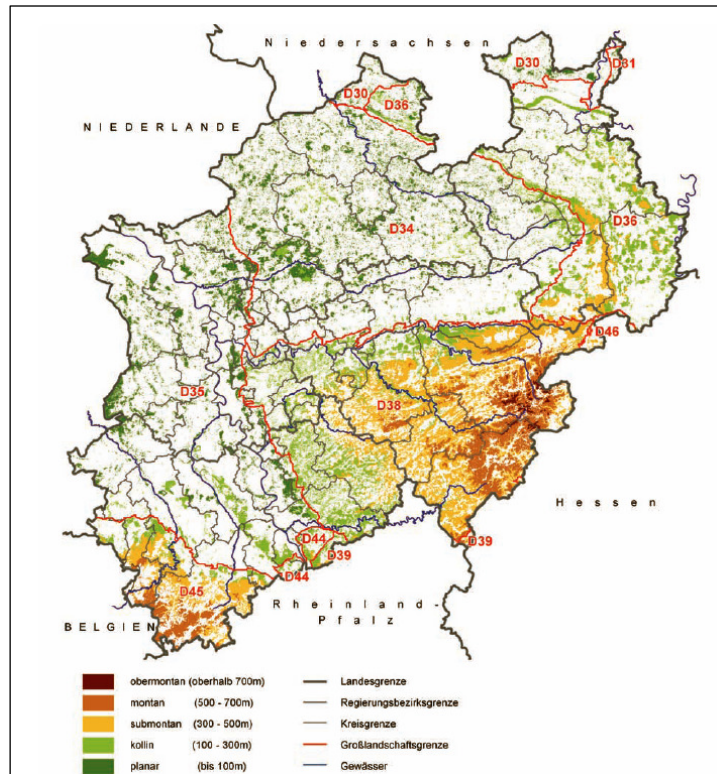 Niedersachsen
D30
D31
D30
D36
NIEDERLANDE
D34
D36
D46
D35
D38
Hessen
D44
D39
D39
D44
D45
Rheinland-
Pfalz
BELGIEN
obermontan (oberhalb 700m)
montan (500 - 700m)
submontan (300 - 500m)
kollin (100 - 300m)
planar (bis 100m)
Landesgrenze
Regierungsbezirksgrenze
Kreisgrenze
Großlandschaftsgrenze
Gewässer